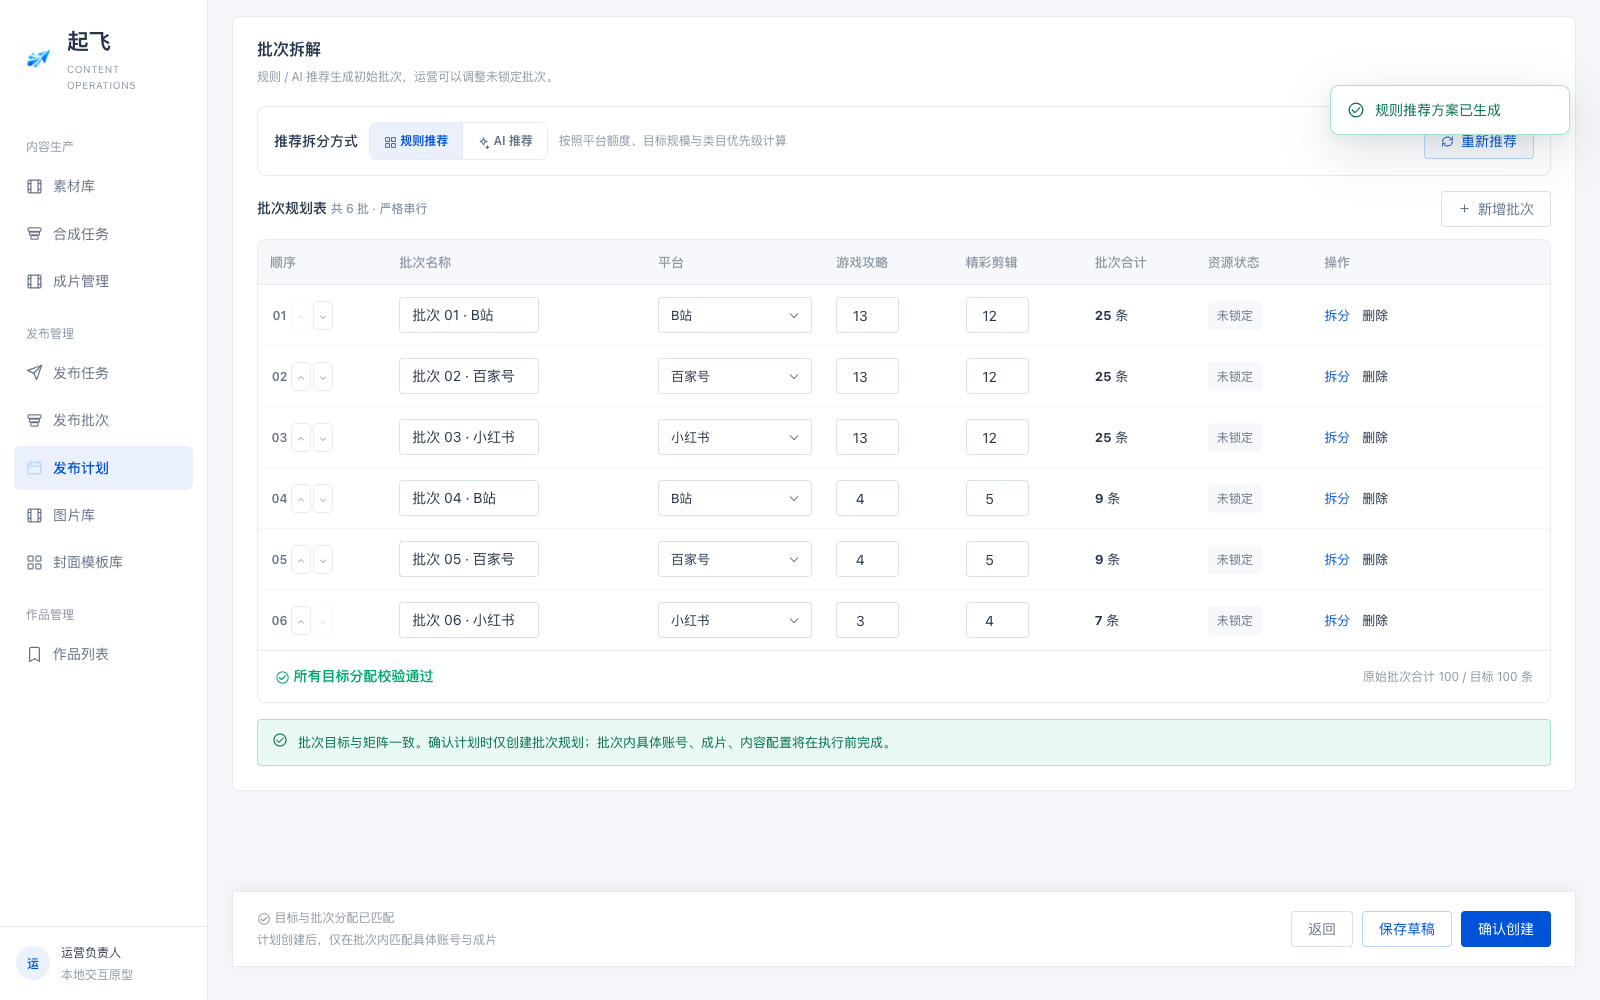 起飞
CONTENT
OPERATIONS
内容生产
素材库
合成任务
成片管理
发布管理
发布任务
发布批次
发布计划
图片库
封面模板库
作品管理
作品列表
运
运营负责人
本地交互原型
批次拆解
规则 / AI 推荐生成初始批次，运营可以调整未锁定批次。
规则推荐方案已生成
推荐拆分方式 规则推荐 AI 推荐 按照平台额度、目标规模与类目优先级计算 重新推荐
批次规划表 共 6 批 · 严格串行 新增批次
顺序 批次名称 平台 游戏攻略 精彩剪辑 批次合计 资源状态 操作
01 批次 01 · B站 B站 13 12 25 条 未锁定 拆分 删除
02 批次 02 · 百家号 百家号 13 12 25 条 未锁定 拆分 删除
03 批次 03 · 小红书 小红书 13 12 25 条 未锁定 拆分 删除
04 批次 04 · B站 B站 4 5 9 条 未锁定 拆分 删除
05 批次 05 · 百家号 百家号 4 5 9 条 未锁定 拆分 删除
06 批次 06 · 小红书 小红书 3 4 7 条 未锁定 拆分 删除
所有目标分配校验通过 原始批次合计 100 / 目标 100 条
批次目标与矩阵一致。确认计划时仅创建批次规划；批次内具体账号、成片、内容配置将在执行前完成。
目标与批次分配已匹配
计划创建后，仅在批次内匹配具体账号与成片
返回 保存草稿 确认创建